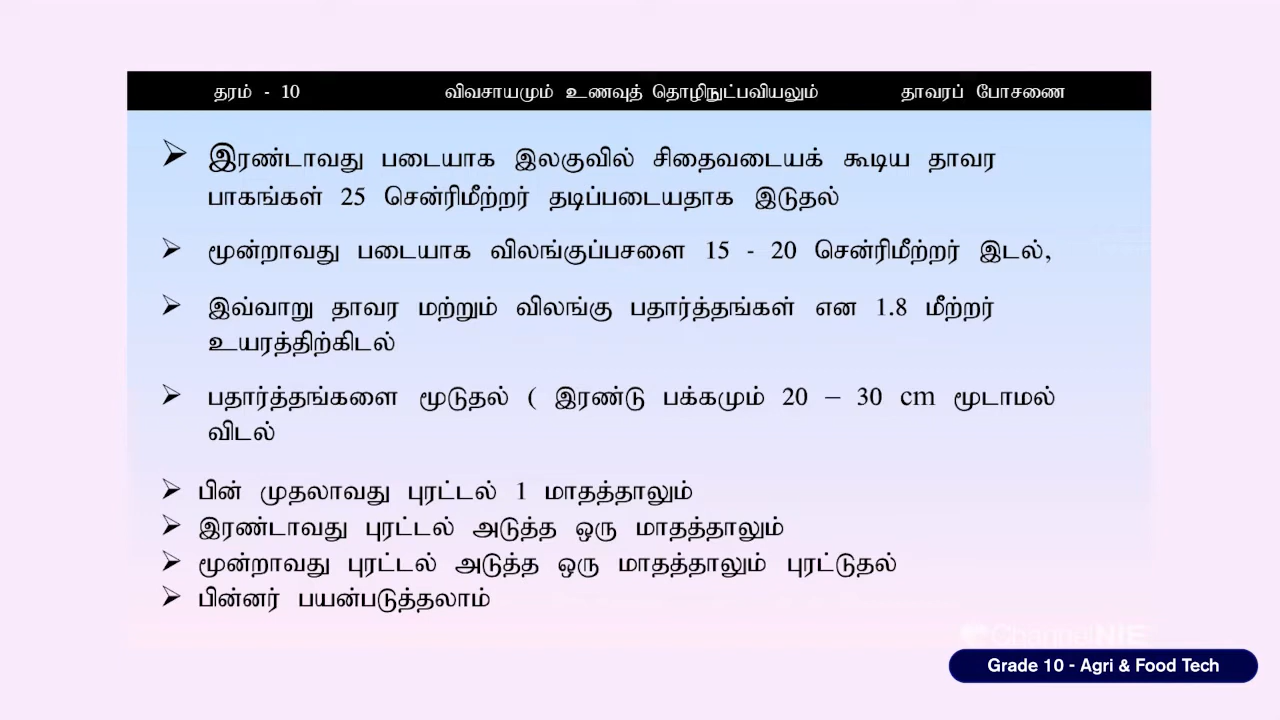 தரம் - 10 விவசாயமும் உணவுத் தொழிநுட்பவியலும் தாவரப் போசணை
➢ இரண்டாவது படையாக இலகுவில் சிதைவடையக் கூடிய தாவர
பாகங்கள் 25 சென்ரிமீற்றர் தடிப்படையதாக இடுதல்
➢ மூன்றாவது படையாக விலங்குப்பசளை 15 - 20 சென்ரிமீற்றர் இடல்,
➢ இவ்வாறு தாவர மற்றும் விலங்கு பதார்த்தங்கள் என 1.8 மீற்றர்
உயரத்திற்கிடல்
➢ பதார்த்தங்களை மூடுதல் ( இரண்டு பக்கமும் 20 – 30 cm மூடாமல்
விடல்
➢ பின் முதலாவது புரட்டல் 1 மாதத்தாலும்
➢ இரண்டாவது புரட்டல் அடுத்த ஒரு மாதத்தாலும்
➢ மூன்றாவது புரட்டல் அடுத்த ஒரு மாதத்தாலும் புரட்டுதல்
➢ பின்னர் பயன்படுத்தலாம்
Channel NIE
Grade 10 - Agri & Food Tech